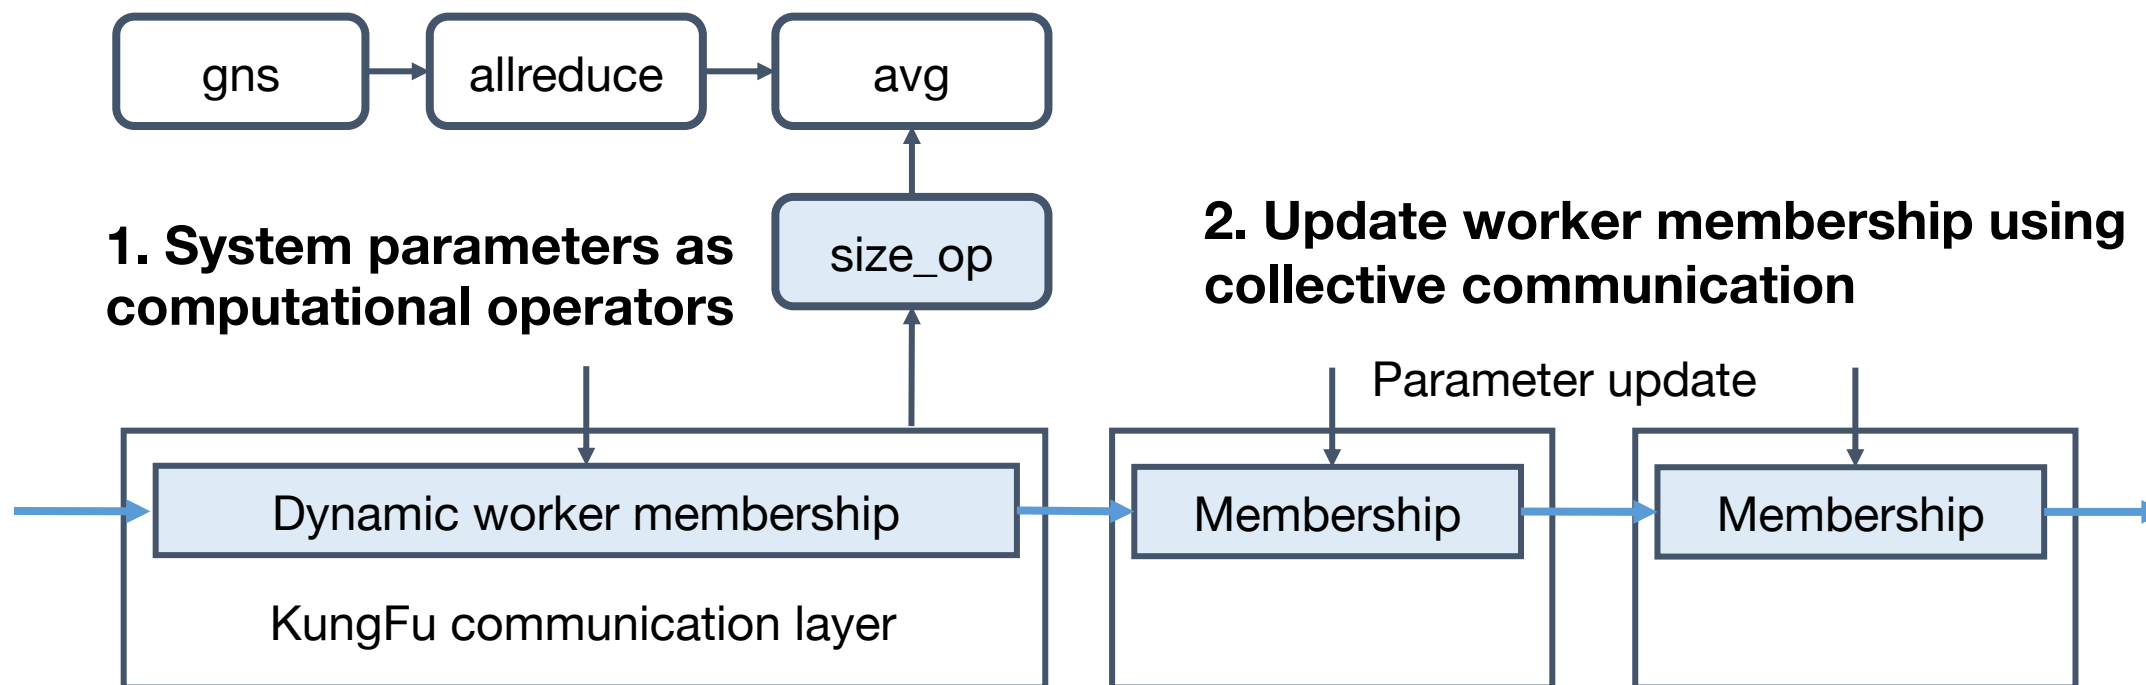 gns
allreduce
avg
1. System parameters as
computational operators
size_op
2. Update worker membership using
collective communication
Parameter update
Dynamic worker membership
Membership
Membership
KungFu communication layer